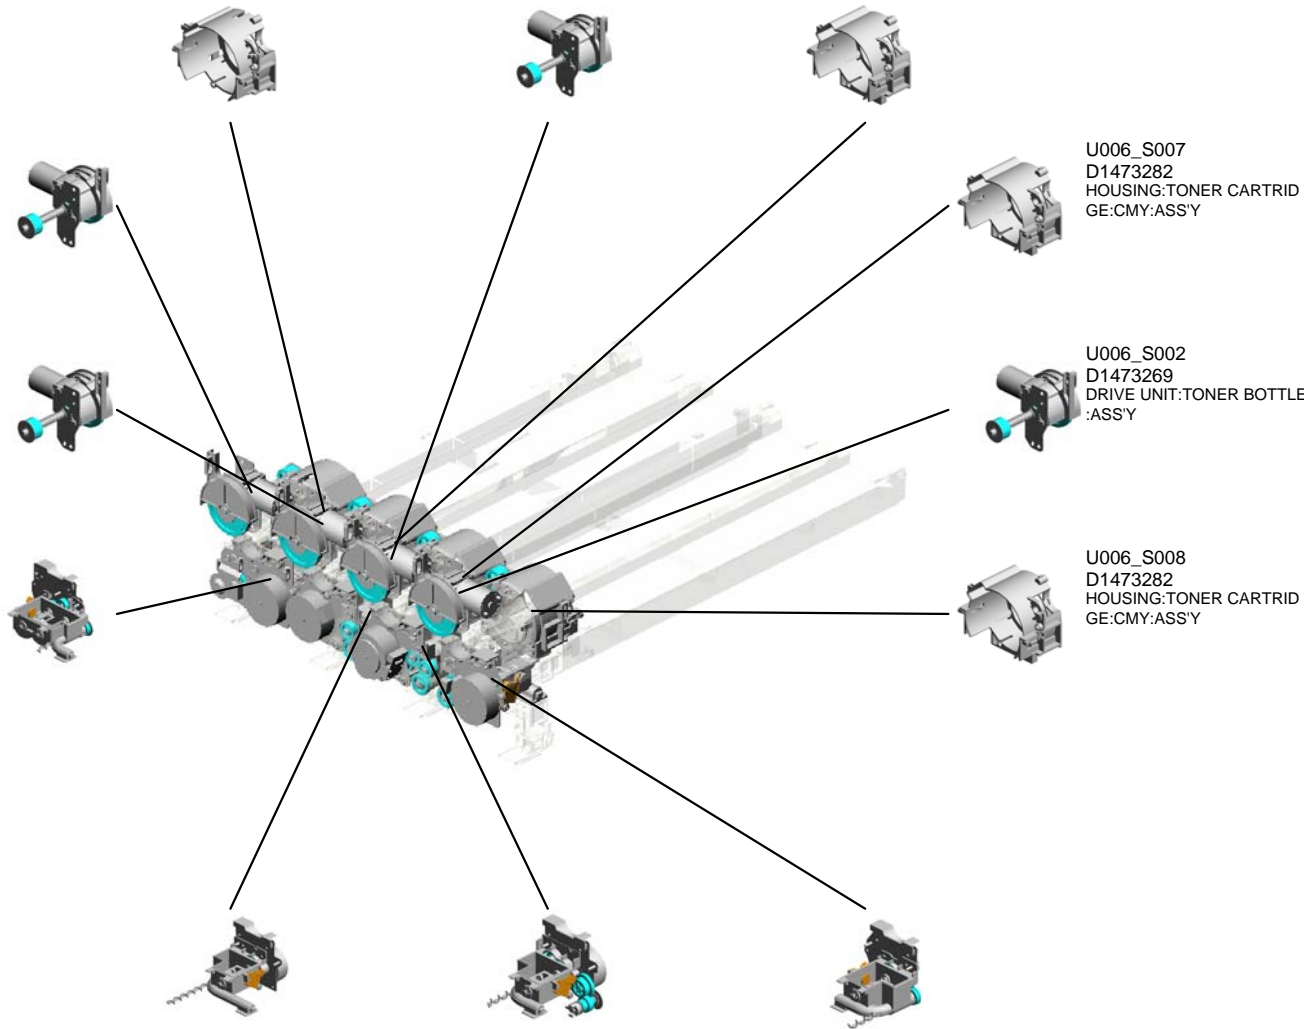 U006_S007
D1473282
HOUSING:TONER CARTRID
GE:CMY:ASS'Y
U006_S002
D1473269
DRIVE UNIT:TONER BOTTLE
:ASS'Y
U006_S008
D1473282
HOUSING:TONER CARTRID
GE:CMY:ASS'Y